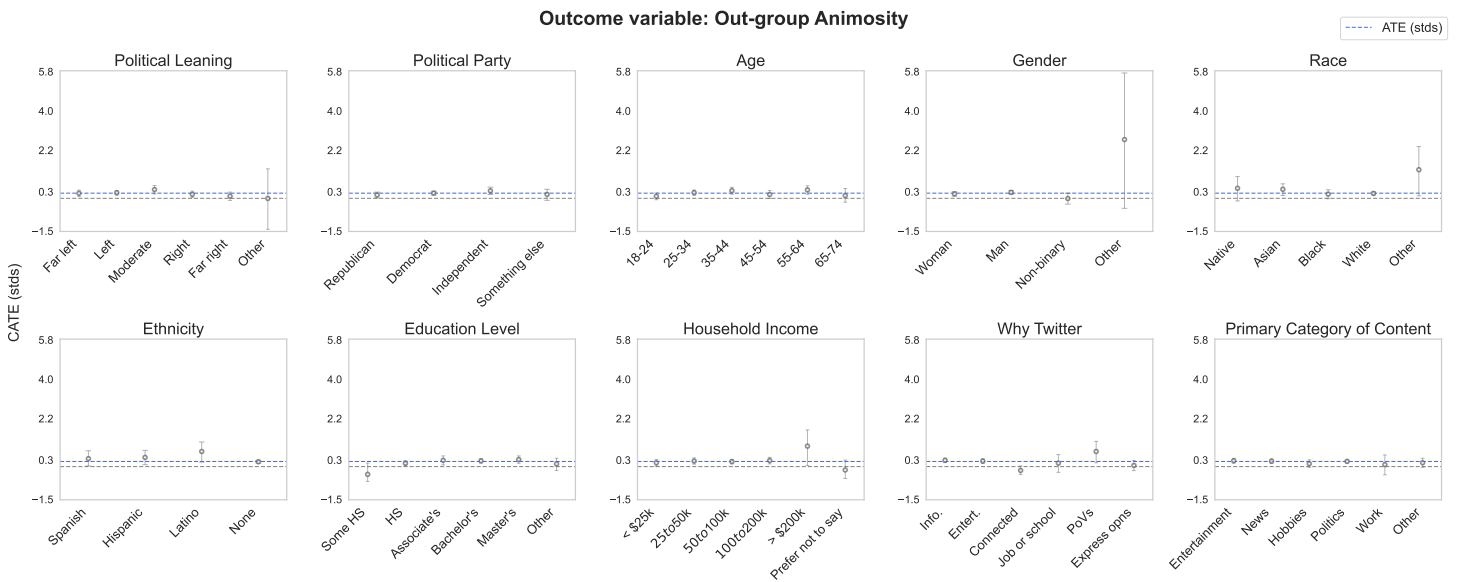 Outcome variable: Out-group Animosity
ATE (stds)
CATE (stds)
Political Leaning
5.8
4.0
2.2
0.3
−1.5
Far left
Left
Moderate
Right
Far right
Other
Political Party
5.8
4.0
2.2
0.3
−1.5
Republican
Democrat
Independent
Something else
Age
5.8
4.0
2.2
0.3
−1.5
18-24
25-34
35-44
45-54
55-64
65-74
Gender
5.8
4.0
2.2
0.3
−1.5
Woman
Man
Non-binary
Other
Race
5.8
4.0
2.2
0.3
−1.5
Native
Asian
Black
White
Other
Ethnicity
5.8
4.0
2.2
0.3
−1.5
Spanish
Hispanic
Latino
None
Education Level
5.8
4.0
2.2
0.3
−1.5
Some HS
HS
Associate's
Bachelor's
Master's
Other
Household Income
5.8
4.0
2.2
0.3
−1.5
< $25k
25to50k
50to100k
100to200k
> $200k
Prefer not to say
Why Twitter
5.8
4.0
2.2
0.3
−1.5
Info.
Entert.
Connected
Job or school
PoVs
Express opns
Primary Category of Content
5.8
4.0
2.2
0.3
−1.5
Entertainment
News
Hobbies
Politics
Work
Other